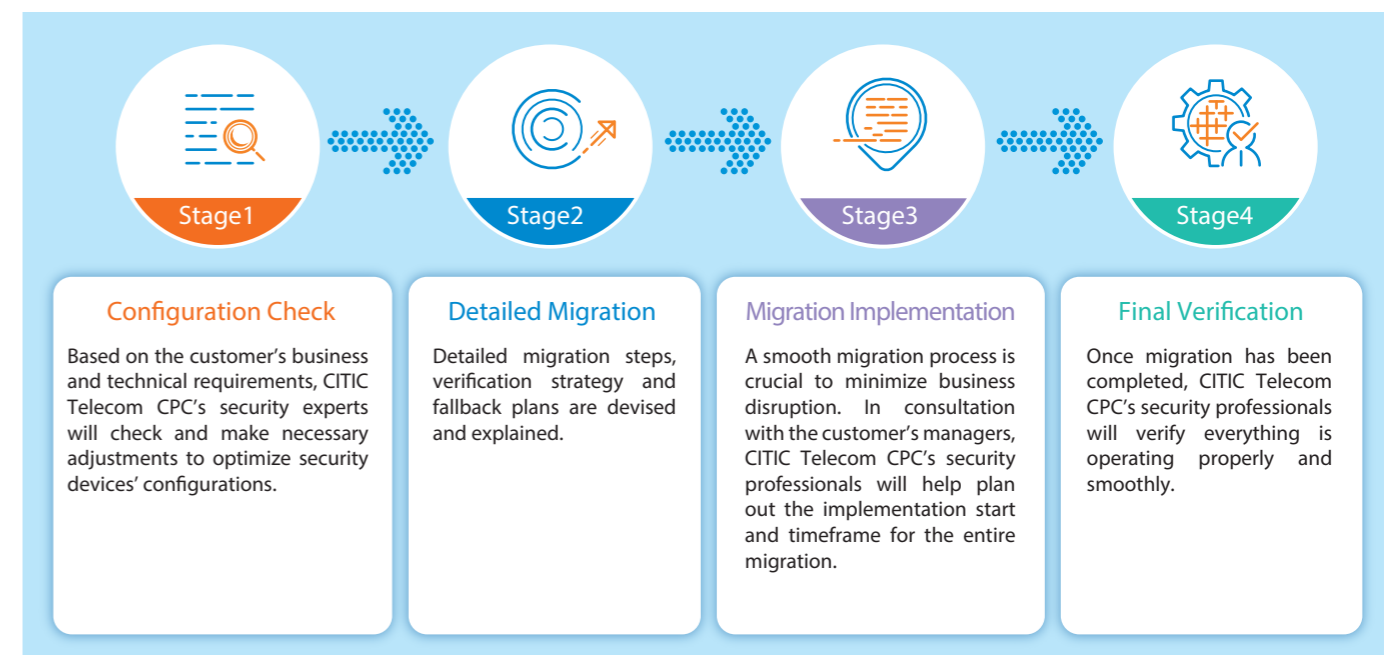 Stage1
Stage2
Stage3
Stage4
Configuration Check
Based on the customer’s business
and technical requirements, CITIC
Telecom CPC’s security experts
will check and make necessary
adjustments to optimize security
devices’ configurations.
Detailed Migration
Detailed migration steps,
verification strategy and
fallback plans are devised
and explained.
Migration Implementation
A smooth migration process is
crucial to minimize business
disruption. In consultation
with the customer’s managers,
CITIC Telecom CPC’s security
professionals will help plan
out the implementation start
and timeframe for the entire
migration.
Final Verification
Once migration has been
completed, CITIC Telecom
CPC’s security professionals
will verify everything is
operating properly and
smoothly.